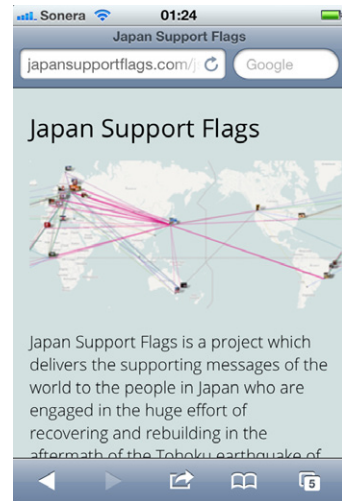 Sonera 01:24
Japan Support Flags
japansupportflags.com/j Google
Japan Support Flags
Japan Support Flags is a project which
delivers the supporting messages of the
world to the people in Japan who are
engaged in the huge effort of
recovering and rebuilding in the
aftermath of the Tohoku earthquake of
5